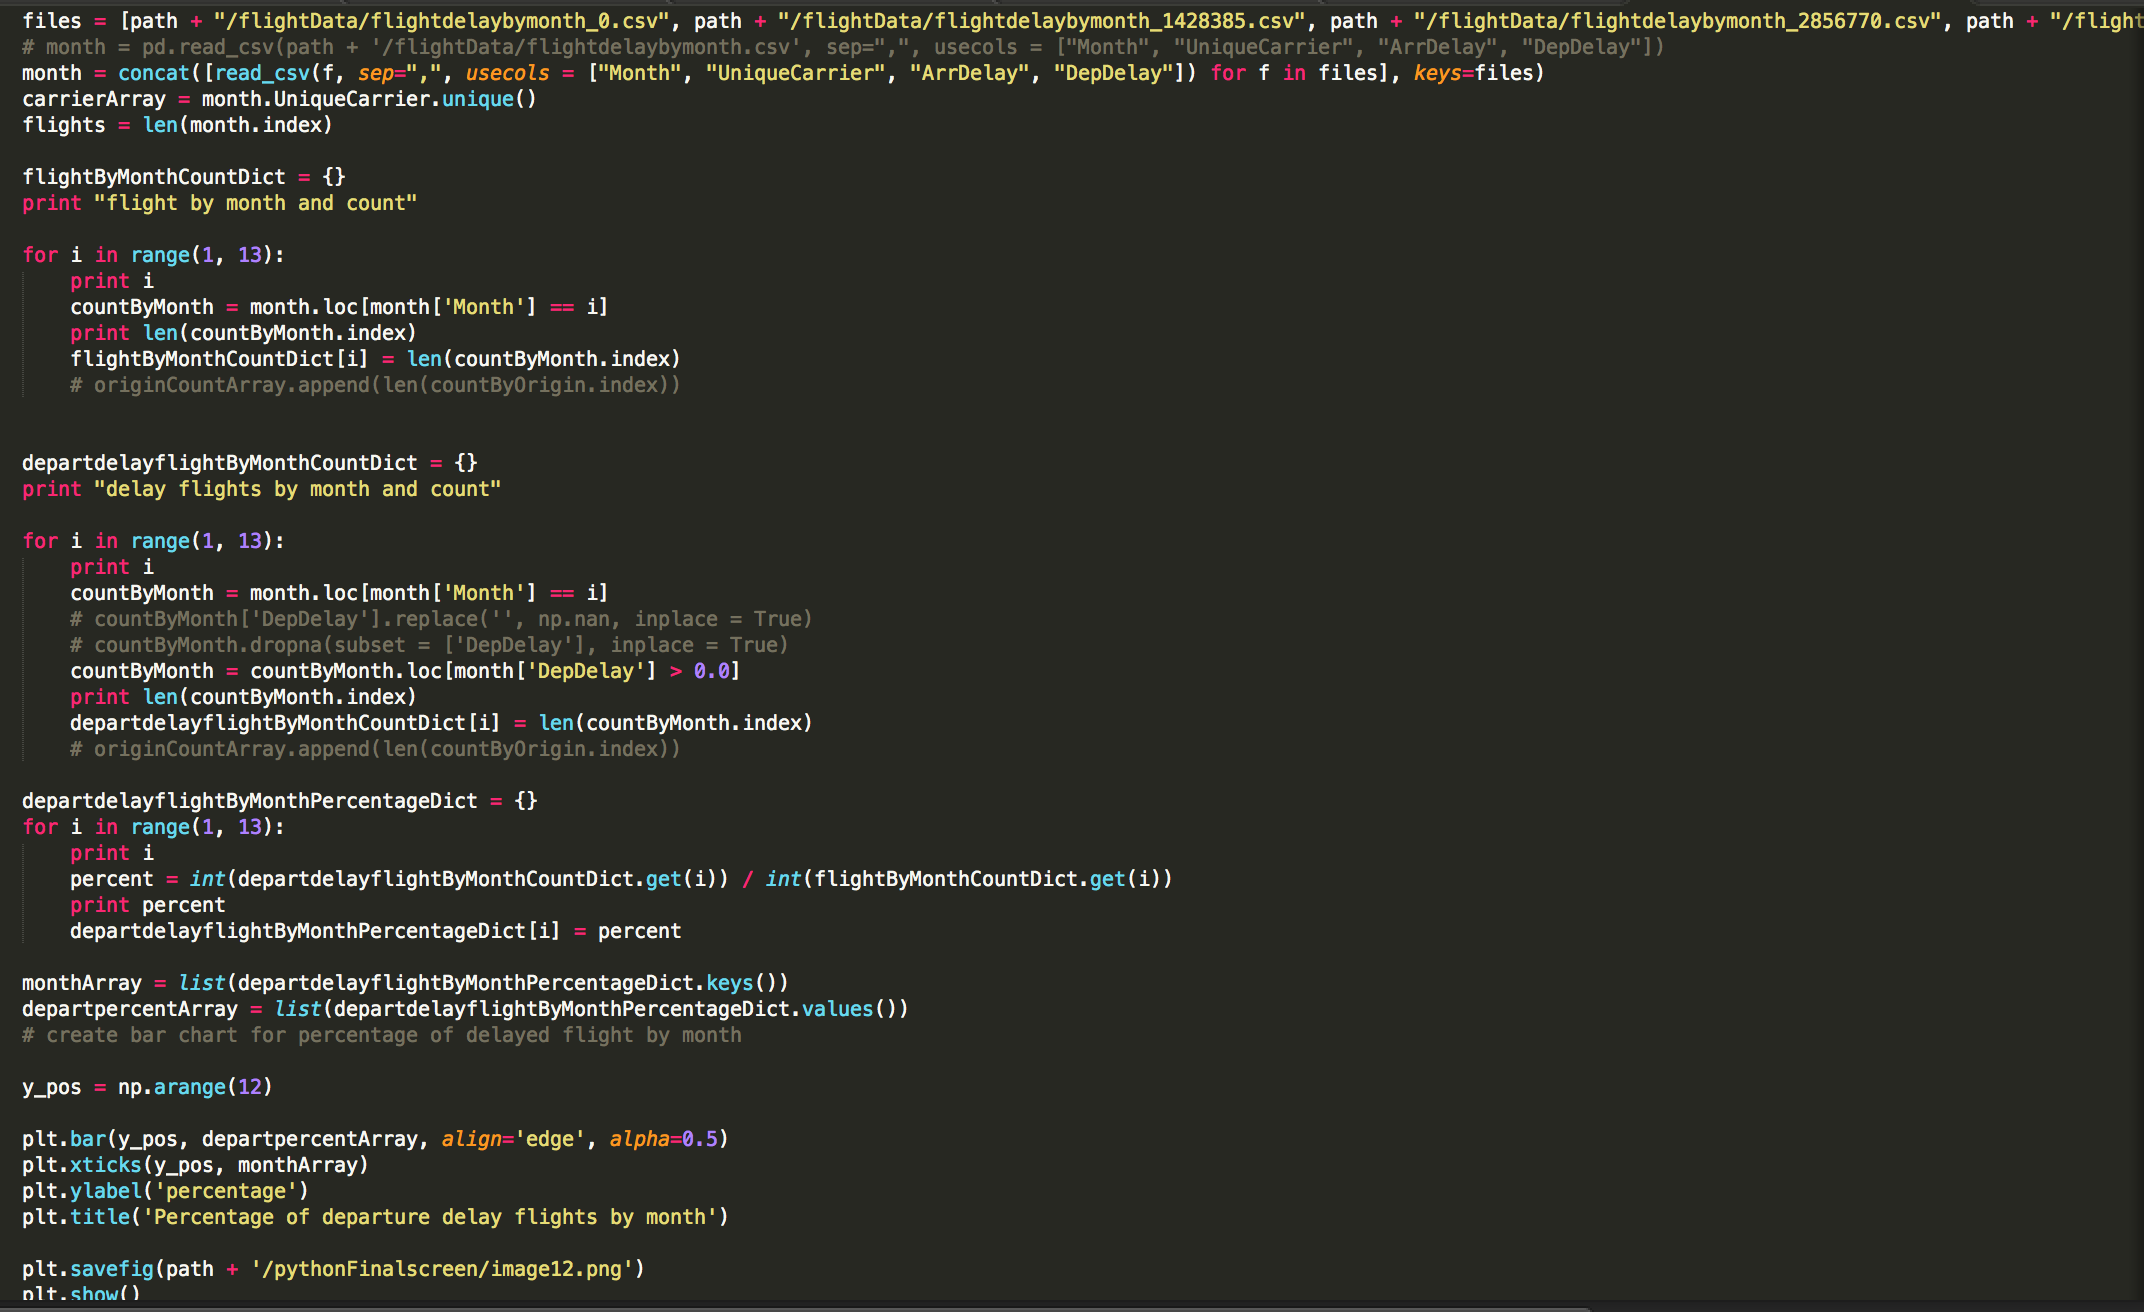 files = [path + "/flightData/flightdelaybymonth_0.csv", path + "/flightData/flightdelaybymonth_1428385.csv", path + "/flightData/flightdelaybymonth_2856770.csv", path + "/flight
# month = pd.read_csv(path + '/flightData/flightdelaybymonth.csv', sep=",", usecols = ["Month", "UniqueCarrier", "ArrDelay", "DepDelay"])
month = concat([read_csv(f, sep=",", usecols = ["Month", "UniqueCarrier", "ArrDelay", "DepDelay"]) for f in files], keys=files)
carrierArray = month.UniqueCarrier.unique()
flights = len(month.index)
flightByMonthCountDict = {}
print "flight by month and count"
for i in range(1, 13):
    print i
    countByMonth = month.loc[month['Month'] == i]
    print len(countByMonth.index)
    flightByMonthCountDict[i] = len(countByMonth.index)
    # originCountArray.append(len(countByOrigin.index))
departdelayflightByMonthCountDict = {}
print "delay flights by month and count"
for i in range(1, 13):
    print i
    countByMonth = month.loc[month['Month'] == i]
    # countByMonth['DepDelay'].replace('', np.nan, inplace = True)
    # countByMonth.dropna(subset = ['DepDelay'], inplace = True)
    countByMonth = countByMonth.loc[month['DepDelay'] > 0.0]
    print len(countByMonth.index)
    departdelayflightByMonthCountDict[i] = len(countByMonth.index)
    # originCountArray.append(len(countByOrigin.index))
departdelayflightByMonthPercentageDict = {}
for i in range(1, 13):
    print i
    percent = int(departdelayflightByMonthCountDict.get(i)) / int(flightByMonthCountDict.get(i))
    print percent
    departdelayflightByMonthPercentageDict[i] = percent
monthArray = list(departdelayflightByMonthPercentageDict.keys())
departpercentArray = list(departdelayflightByMonthPercentageDict.values())
# create bar chart for percentage of delayed flight by month
y_pos = np.arange(12)
plt.bar(y_pos, departpercentArray, align='edge', alpha=0.5)
plt.xticks(y_pos, monthArray)
plt.ylabel('percentage')
plt.title('Percentage of departure delay flights by month')
plt.savefig(path + '/pythonFinalscreen/image12.png')
plt.show()